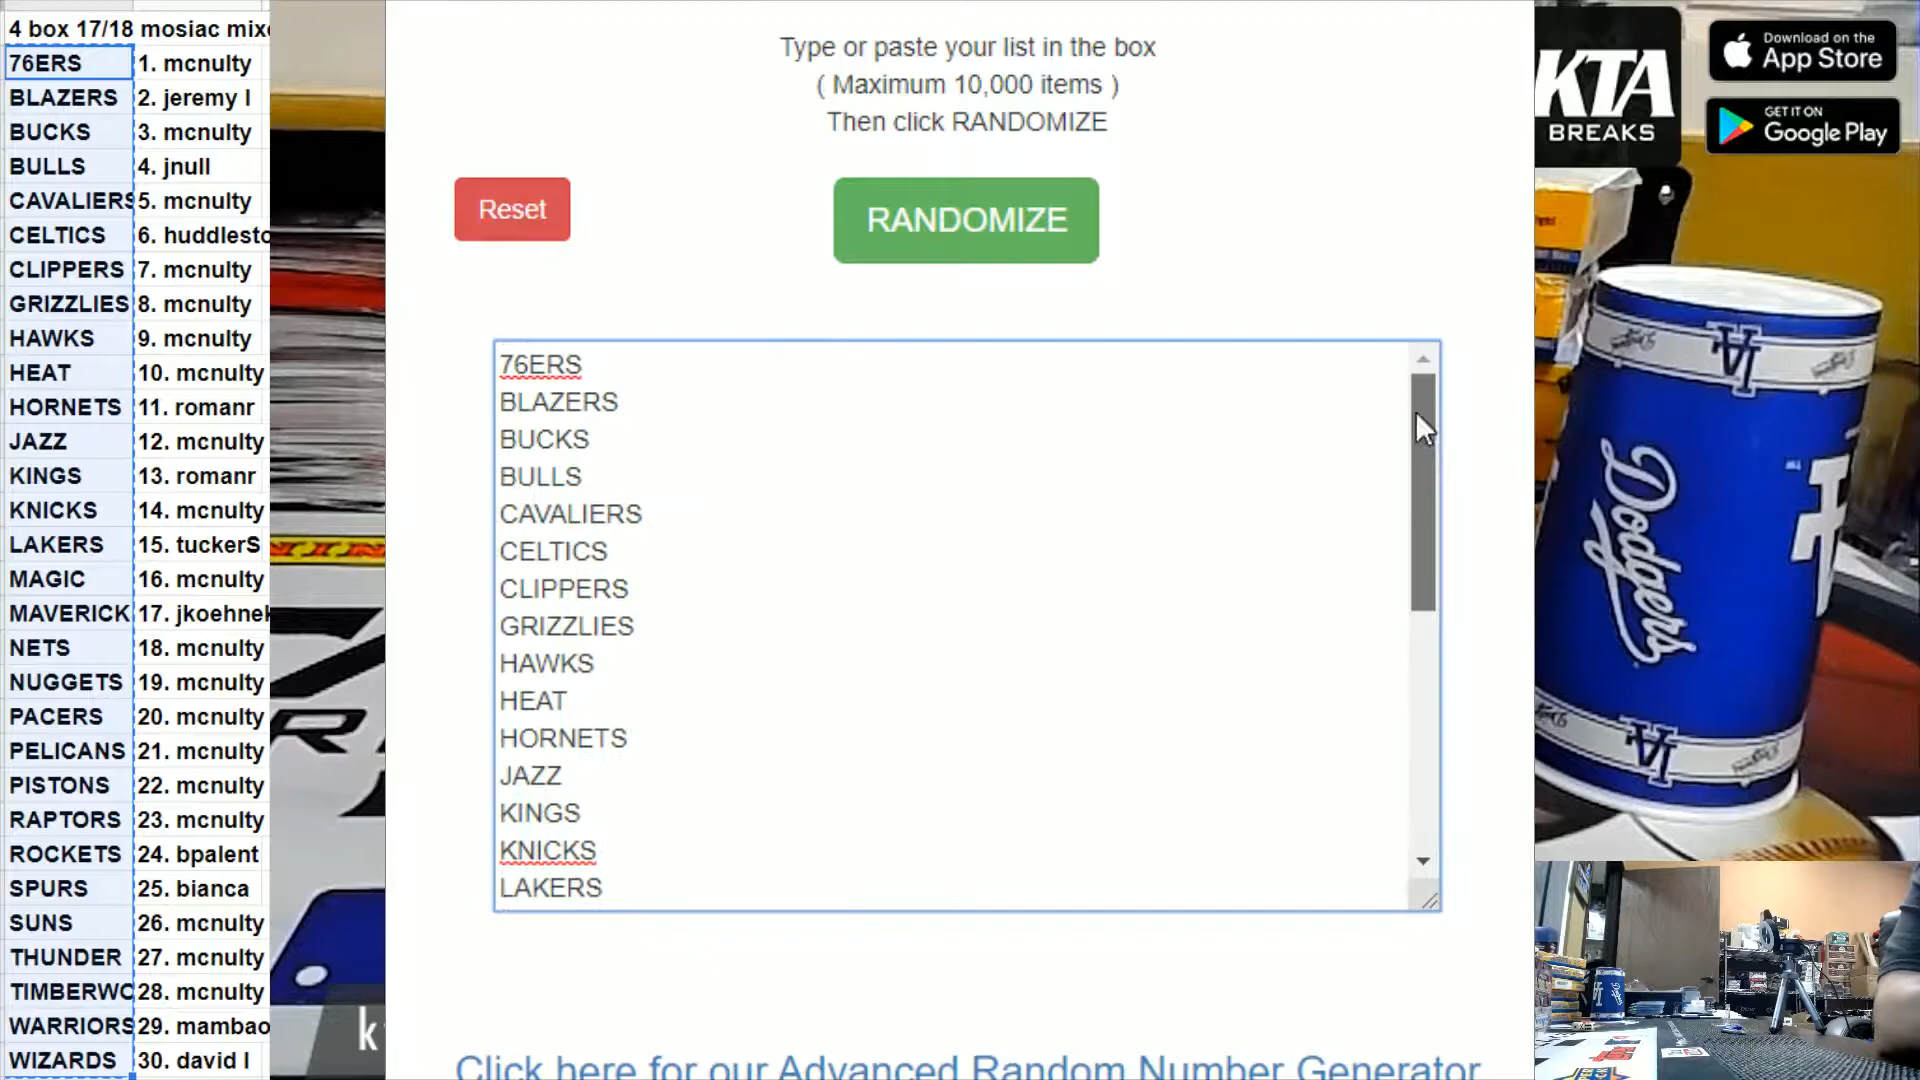 4 box 17/18 mosiac mix
76ERS 1. mcnulty
BLAZERS 2. jeremy l
BUCKS 3. mcnulty
BULLS 4. jnull
CAVALIERS 5. mcnulty
CELTICS 6. huddlesto
CLIPPERS 7. mcnulty
GRIZZLIES 8. mcnulty
HAWKS 9. mcnulty
HEAT 10. mcnulty
HORNETS 11. romanr
JAZZ 12. mcnulty
KINGS 13. romanr
KNICKS 14. mcnulty
LAKERS 15. tuckerS
MAGIC 16. mcnulty
MAVERICK 17. jkoehnek
NETS 18. mcnulty
NUGGETS 19. mcnulty
PACERS 20. mcnulty
PELICANS 21. mcnulty
PISTONS 22. mcnulty
RAPTORS 23. mcnulty
ROCKETS 24. bpalent
SPURS 25. bianca
SUNS 26. mcnulty
THUNDER 27. mcnulty
TIMBERWO 28. mcnulty
WARRIORS 29. mambao
WIZARDS 30. david l
Type or paste your list in the box
( Maximum 10,000 items )
Then click RANDOMIZE
Reset
RANDOMIZE
76ERS
BLAZERS
BUCKS
BULLS
CAVALIERS
CELTICS
CLIPPERS
GRIZZLIES
HAWKS
HEAT
HORNETS
JAZZ
KINGS
KNICKS
LAKERS
Click here for our Advanced Random Number Generator
KTA
BREAKS
Download on the
App Store
GET IT ON
Google Play
LA
Dodgers
LA